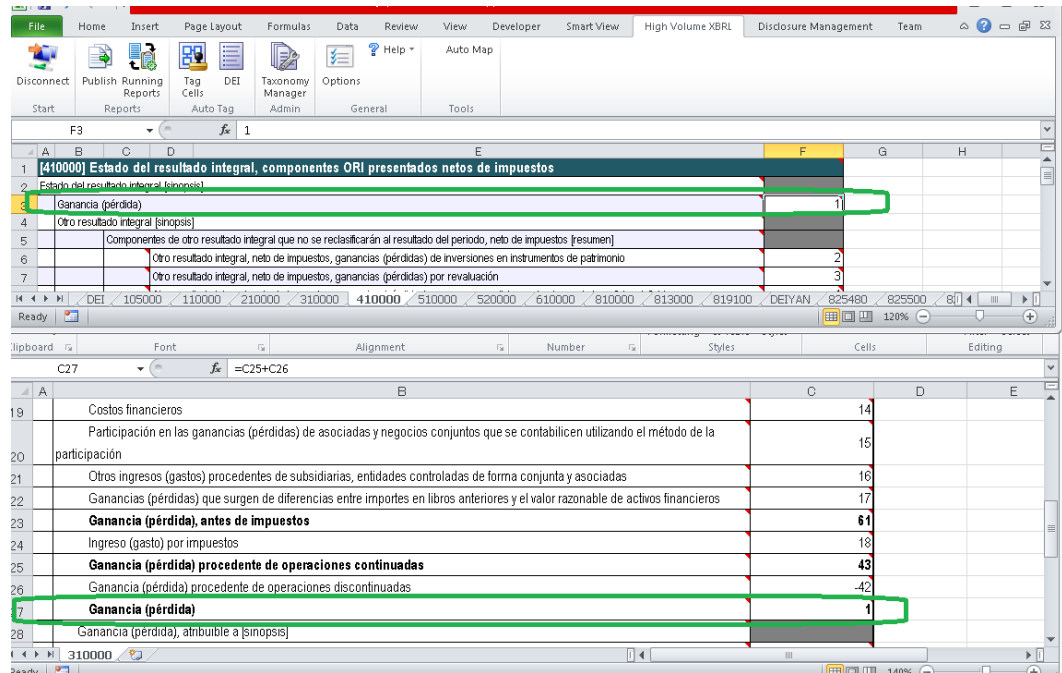 File Home Insert Page Layout Formulas Data Review View Developer Smart View High Volume XBRL Disclosure Management Team
Disconnect Publish Running Reports Tag Cells DEI Taxonomy Manager Options Help Auto Map
Start Reports Auto Tag Admin General Tools
F3 fx 1
A B C D E F G H
1 [410000] Estado del resultado integral, componentes ORI presentados netos de impuestos
2 Estado del resultado integral [sinopsis]
3 Ganancia (pérdida) 1
4 Otro resultado integral [sinopsis]
5 Componentes de otro resultado integral que no se reclasificarán al resultado del periodo, neto de impuestos [resumen]
6 Otro resultado integral, neto de impuestos, ganancias (pérdidas) de inversiones en instrumentos de patrimonio 2
7 Otro resultado integral, neto de impuestos, ganancias (pérdidas) por revaluación 3
DEI 105000 110000 210000 310000 410000 510000 520000 610000 810000 813000 819100 DEIYAN 825480 825500
Ready 120%
Font Alignment Number Styles Cells Editing
C27 fx =C25+C26
A B C D E
19 Costos financieros 14
Participación en las ganancias (pérdidas) de asociadas y negocios conjuntos que se contabilicen utilizando el método de la
20 participación 15
21 Otros ingresos (gastos) procedentes de subsidiarias, entidades controladas de forma conjunta y asociadas 16
22 Ganancias (pérdidas) que surgen de diferencias entre importes en libros anteriores y el valor razonable de activos financieros 17
23 Ganancia (pérdida), antes de impuestos 61
24 Ingreso (gasto) por impuestos 18
25 Ganancia (pérdida) procedente de operaciones continuadas 43
26 Ganancia (pérdida) procedente de operaciones discontinuadas -42
Ganancia (pérdida) 1
28 Ganancia (pérdida), atribuible a [sinopsis]
310000
140%